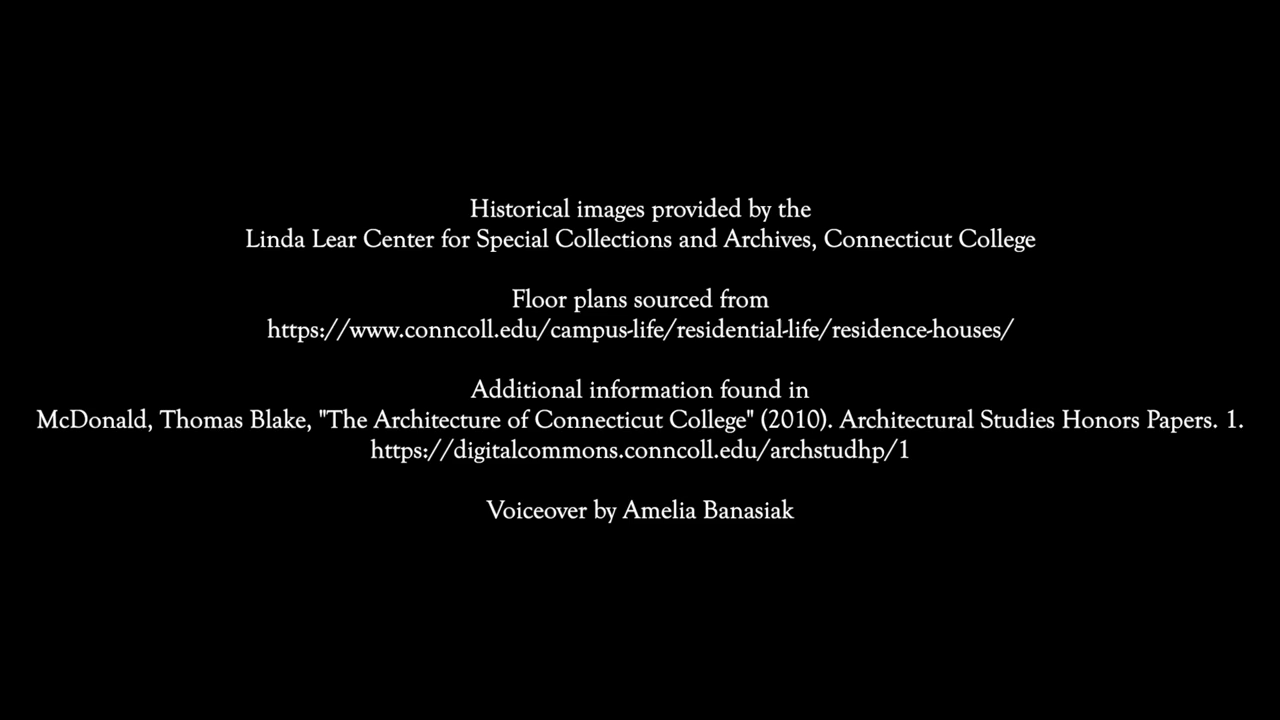 Historical images provided by the
Linda Lear Center for Special Collections and Archives, Connecticut College
Floor plans sourced from
https://www.conncoll.edu/campus-life/residential-life/residence-houses/
Additional information found in
McDonald, Thomas Blake, "The Architecture of Connecticut College" (2010). Architectural Studies Honors Papers. 1.
https://digitalcommons.conncoll.edu/archstudhp/1
Voiceover by Amelia Banasiak